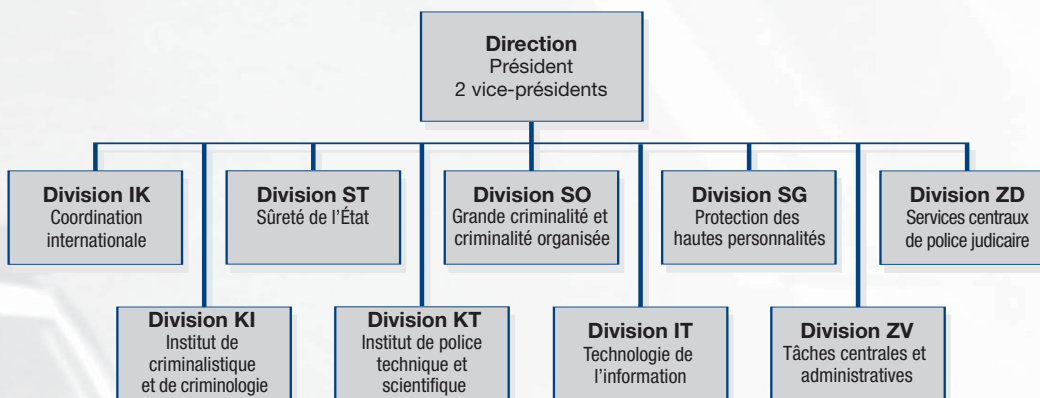 Direction
Président
2 vice-présidents
Division IK
Coordination
internationale
Division ST
Sûreté de l’État
Division SO
Grande criminalité et
criminalité organisée
Division SG
Protection des
hautes personnalités
Division ZD
Services centraux
de police judicaire
Division KI
Institut de
criminalistique
et de criminologie
Division KT
Institut de police
technique et
scientifique
Division IT
Technologie de
l’information
Division ZV
Tâches centrales et
administratives